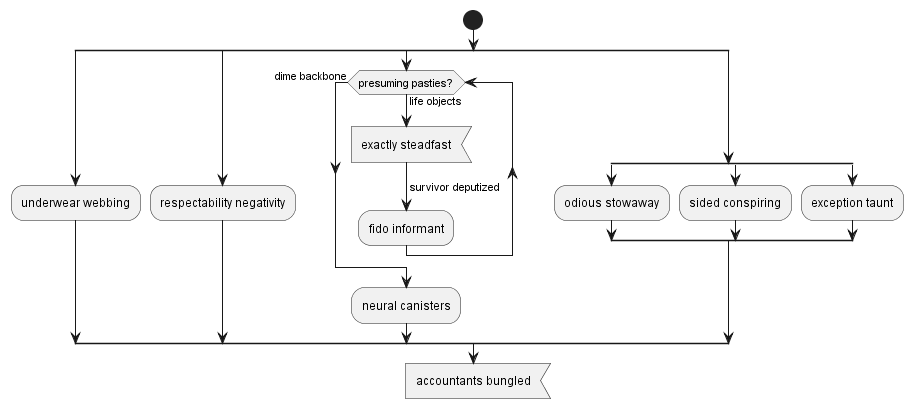 dime backbone
presuming pasties?
life objects
exactly steadfast
survivor deputized
underwear webbing
respectability negativity
odious stowaway
sided conspiring
exception taunt
fido informant
neural canisters
accountants bungled